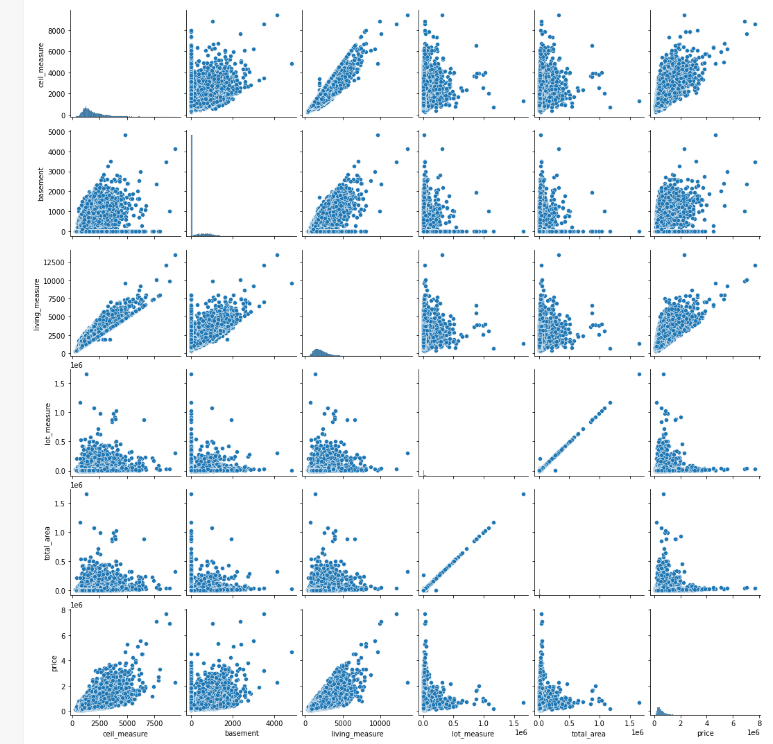 8000
6000
4000
2000
0
ceil_measure
5000
4000
3000
2000
1000
0
basement
12500
10000
7500
5000
2500
0
living_measure
1e6
1.5
1.0
0.5
0.0
lot_measure
1e6
1.5
1.0
0.5
0.0
total_area
1e6
8
6
4
2
0
price
0 2500 5000 7500
0 2000 4000
0 5000 10000
0.0 0.5 1.0 1.5
0.0 0.5 1.0 1.5
0 2 4 6 8
1e6 1e6 1e6
ceil_measure basement living_measure lot_measure total_area price